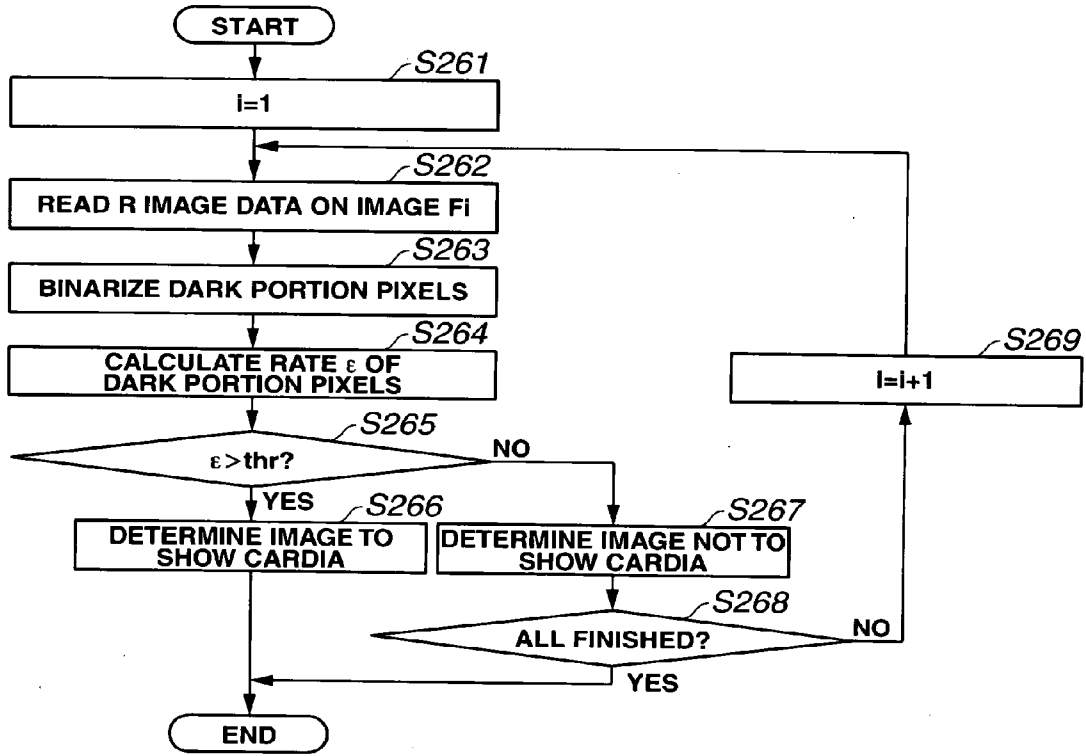 START
S261
i=1
S262
READ R IMAGE DATA ON IMAGE Fi
S263
BINARIZE DARK PORTION PIXELS
S264
CALCULATE RATE ε OF
DARK PORTION PIXELS
S269
i=i+1
S265
ε>thr?
NO
YES
S266
DETERMINE IMAGE TO
SHOW CARDIA
S267
DETERMINE IMAGE NOT TO
SHOW CARDIA
S268
ALL FINISHED?
NO
YES
END